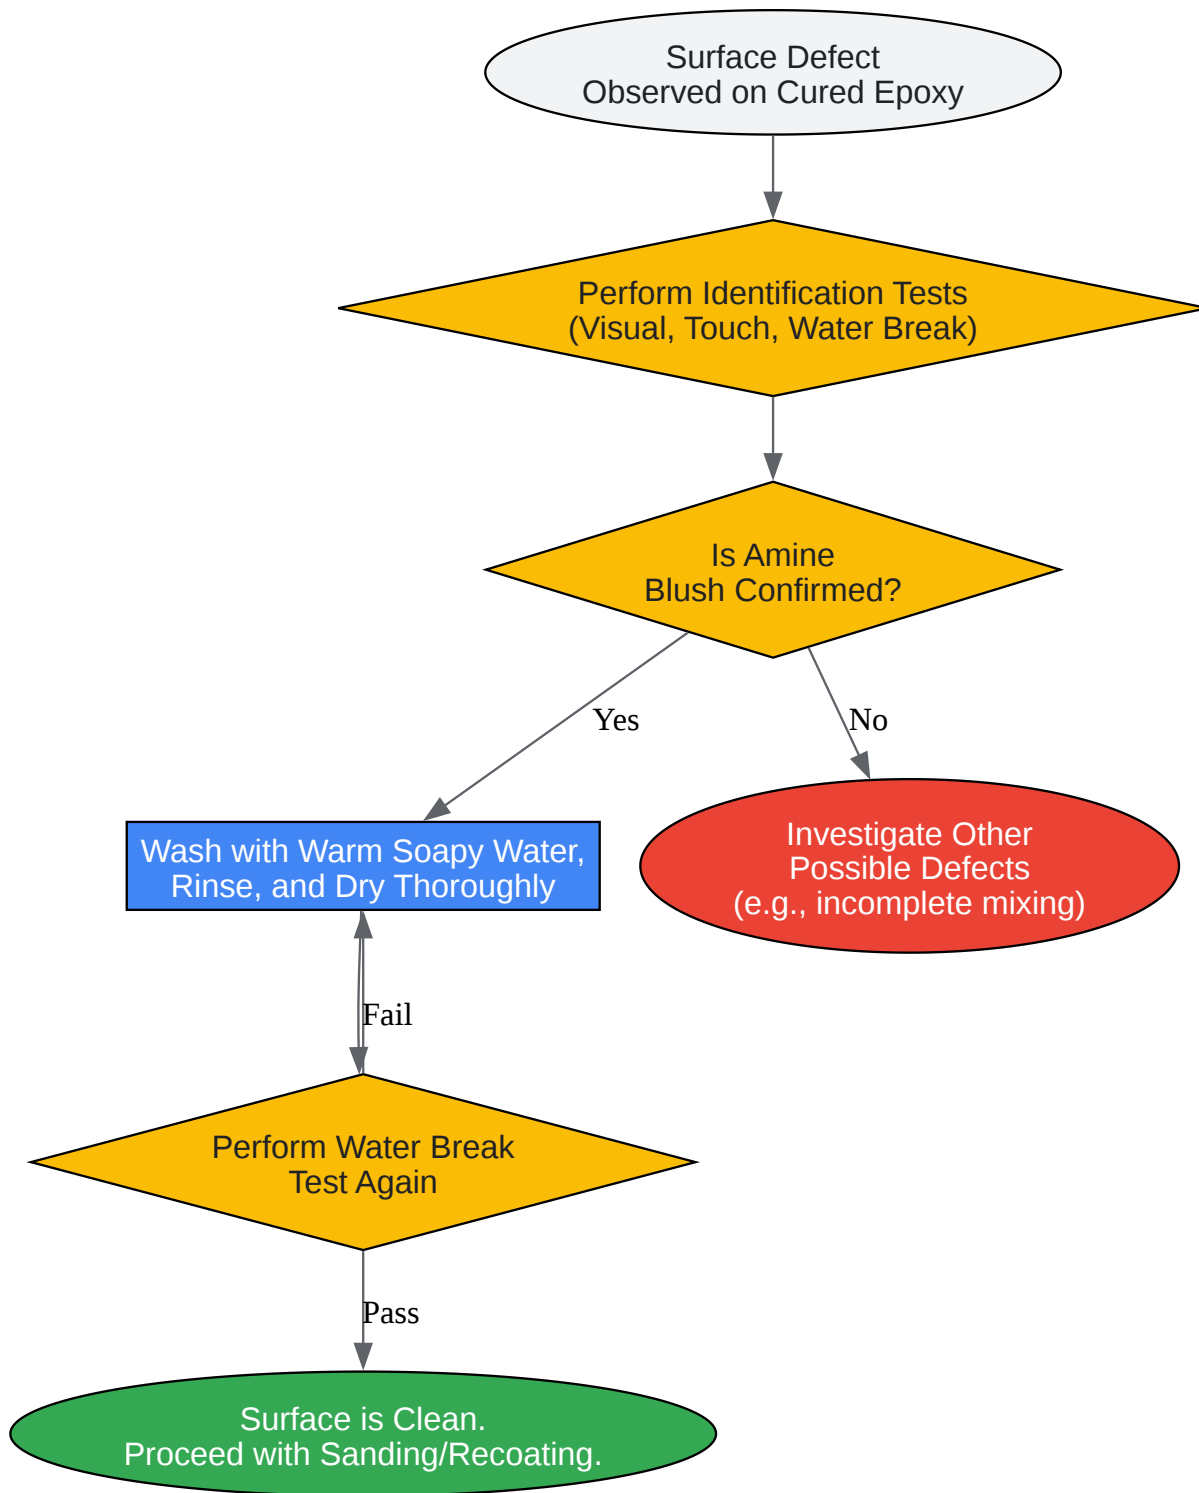 Surface Defect
Observed on Cured Epoxy
Perform Identification Tests
(Visual, Touch, Water Break)
Is Amine
Blush Confirmed?
Yes
No
Wash with Warm Soapy Water,
Rinse, and Dry Thoroughly
Investigate Other
Possible Defects
(e.g., incomplete mixing)
Fail
Perform Water Break
Test Again
Pass
Surface is Clean.
Proceed with Sanding/Recoating.